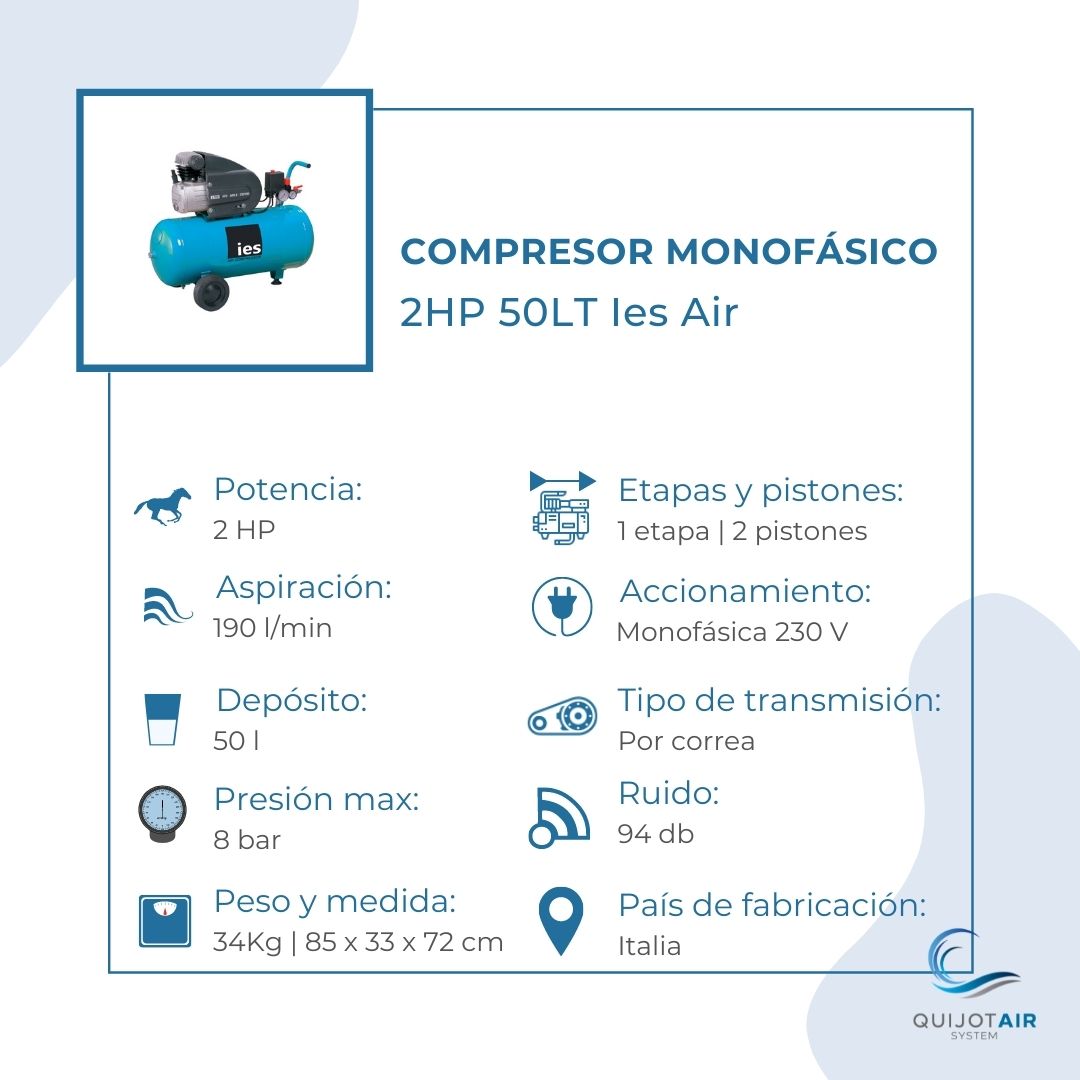 ies
COMPRESOR MONOFÁSICO
2HP 50LT Ies Air
Potencia:
2 HP
Etapas y pistones:
1 etapa | 2 pistones
Aspiración:
190 l/min
Accionamiento:
Monofásica 230 V
Depósito:
50 l
Tipo de transmisión:
Por correa
Presión max:
8 bar
Ruido:
94 db
Peso y medida:
34Kg | 85 x 33 x 72 cm
País de fabricación:
Italia
QUIJOTAIR
SYSTEM